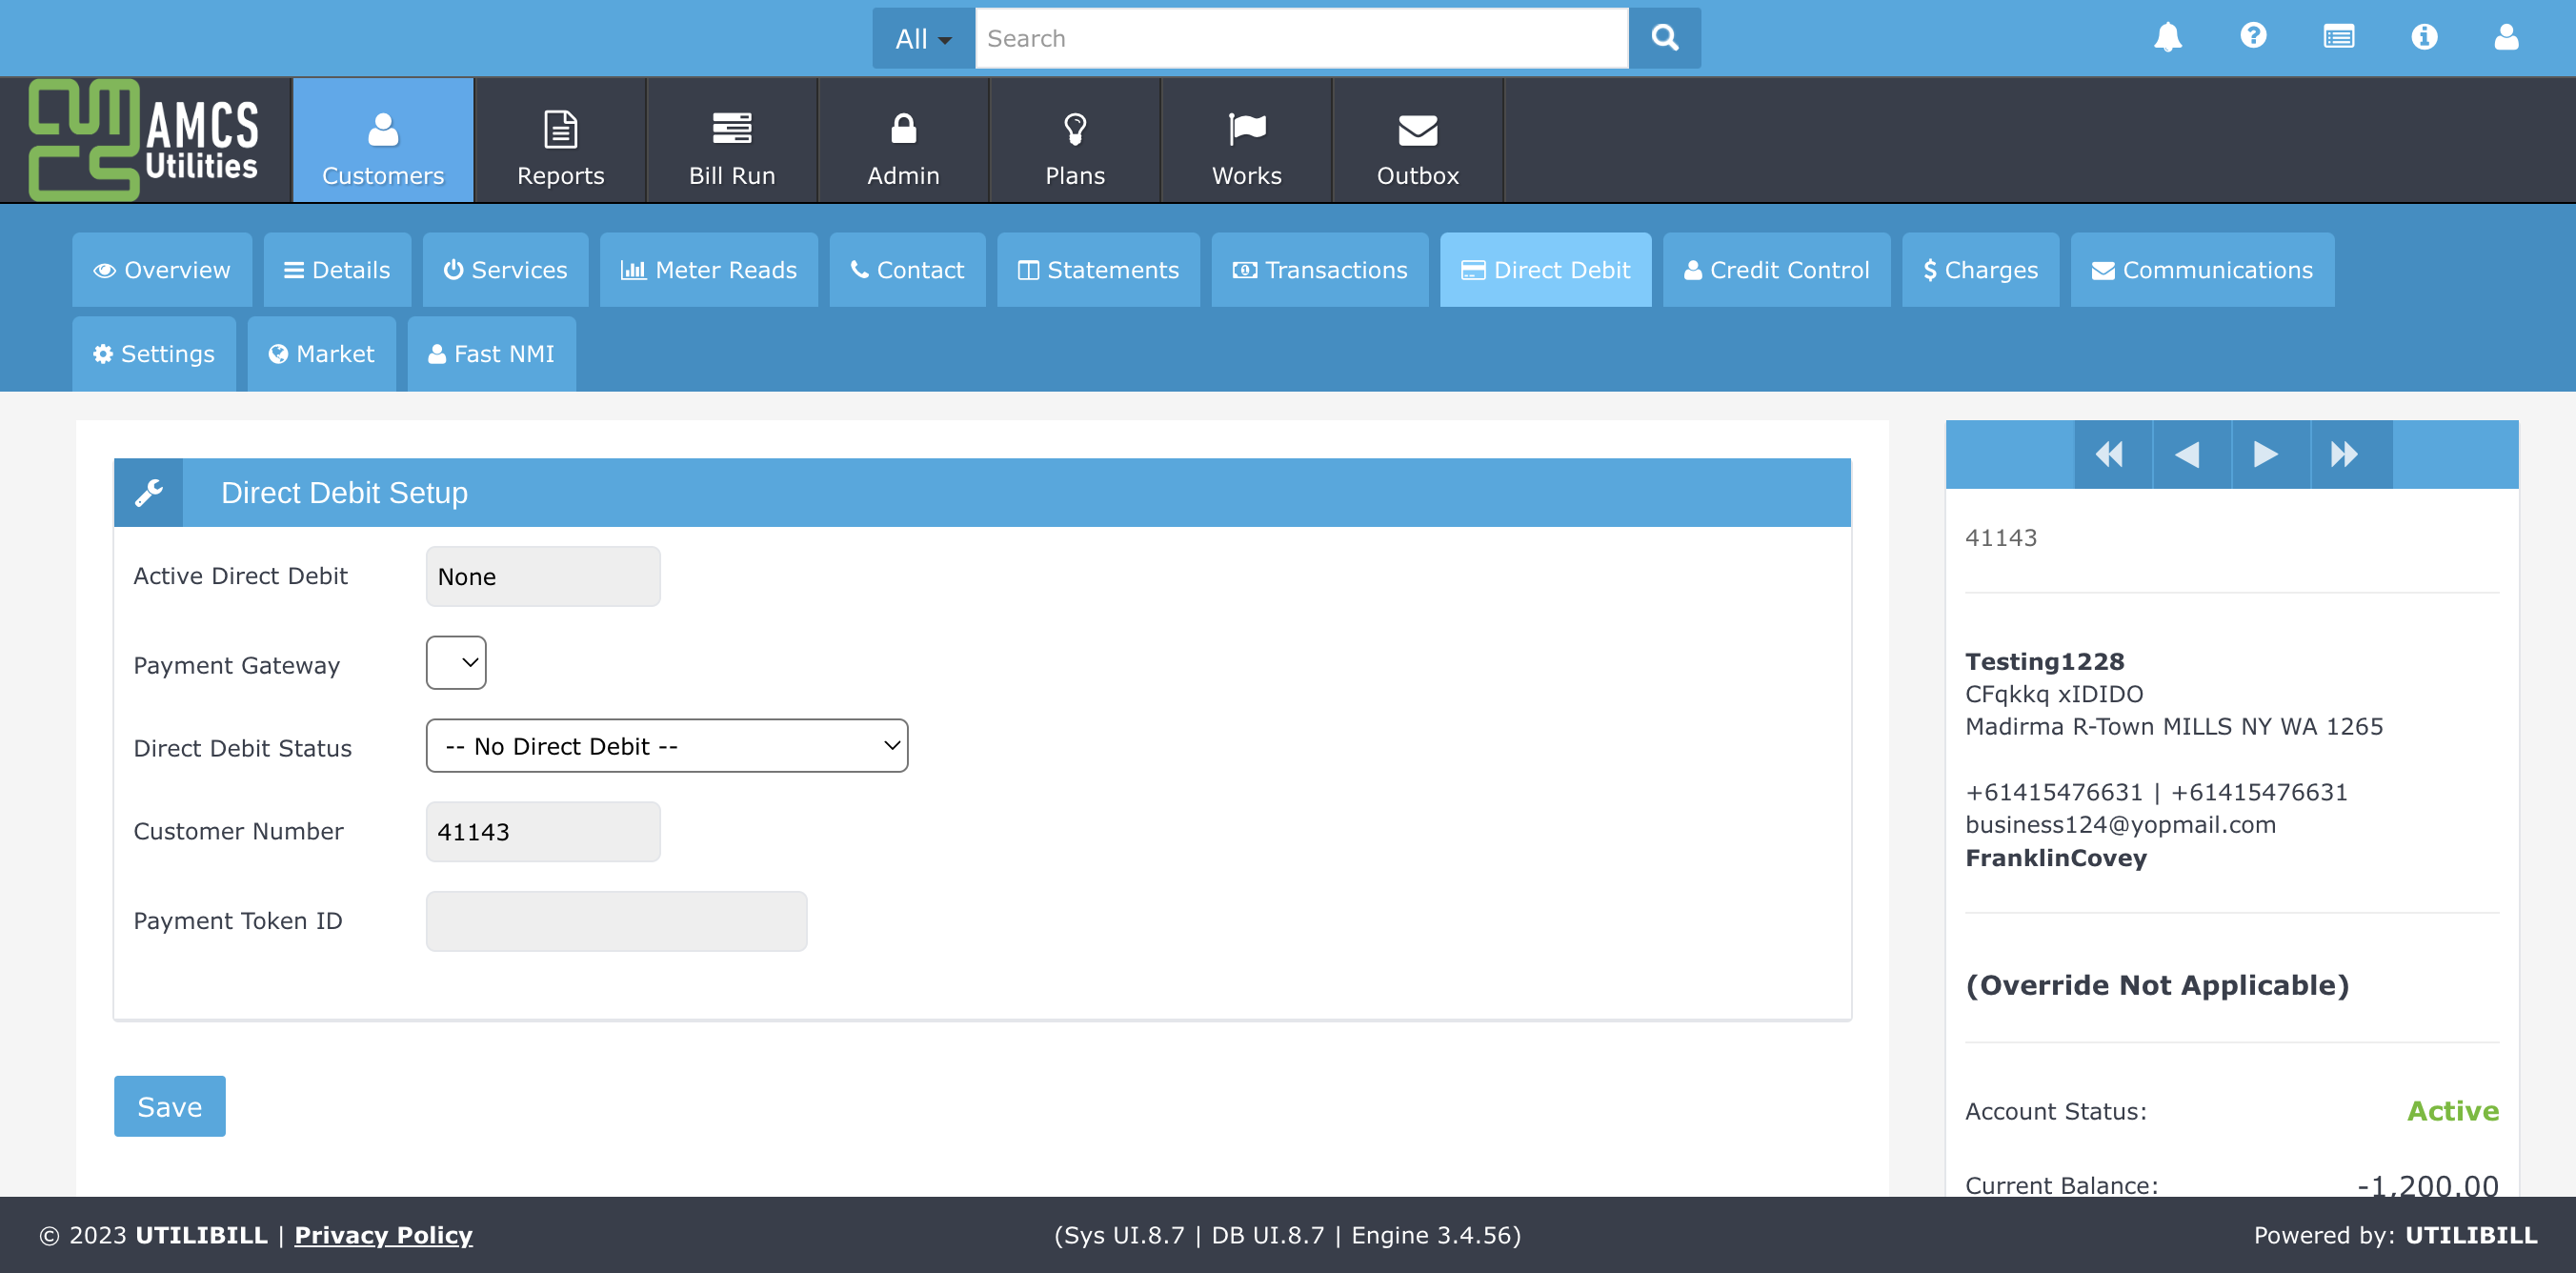 All
Search
AMCS
Utilities
Customers
Reports
Bill Run
Admin
Plans
Works
Outbox
Overview
Details
Services
Meter Reads
Contact
Statements
Transactions
Direct Debit
Credit Control
Charges
Communications
Settings
Market
Fast NMI
Direct Debit Setup
Active Direct Debit
None
Payment Gateway
Direct Debit Status
-- No Direct Debit --
Customer Number
41143
Payment Token ID
Save
41143
Testing1228
CFqkkq xIDIDO
Madirma R-Town MILLS NY WA 1265
+61415476631 | +61415476631
business124@yopmail.com
FranklinCovey
(Override Not Applicable)
Account Status:
Active
Current Balance:
-1,200.00
© 2023 UTILIBILL | Privacy Policy
(Sys UI.8.7 | DB UI.8.7 | Engine 3.4.56)
Powered by: UTILIBILL